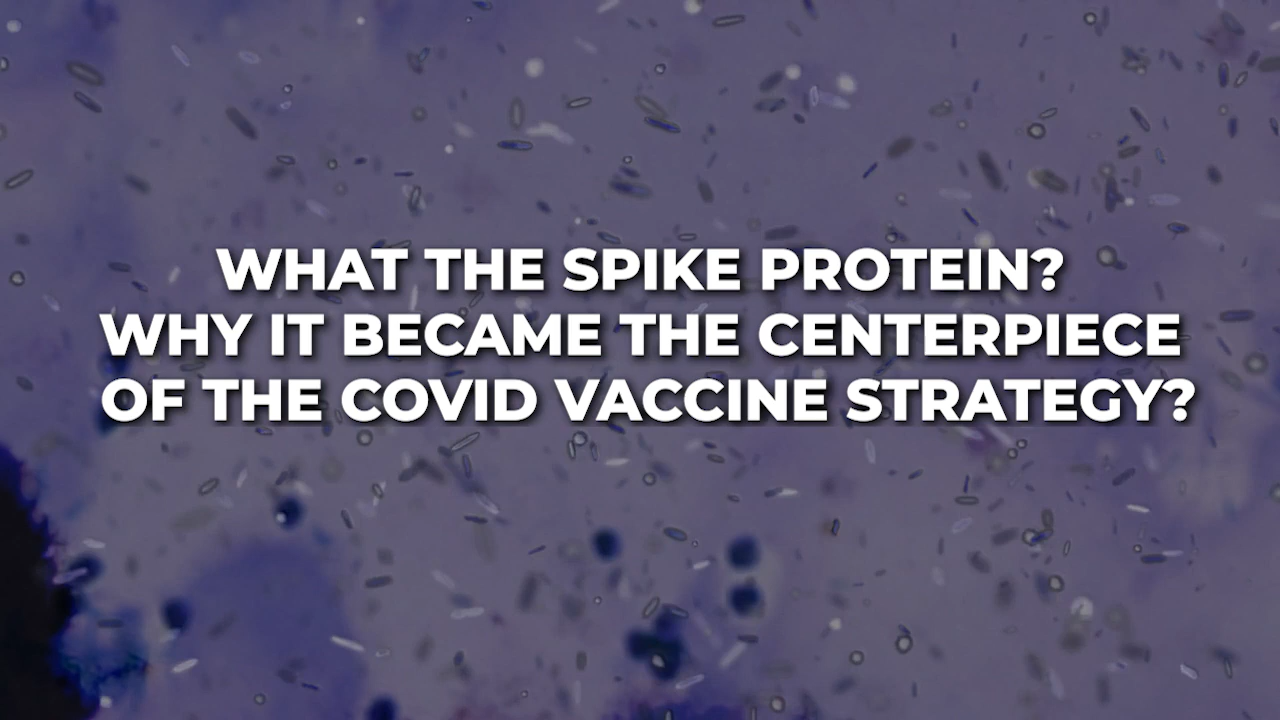 WHAT THE SPIKE PROTEIN?
WHY IT BECAME THE CENTERPIECE
OF THE COVID VACCINE STRATEGY?